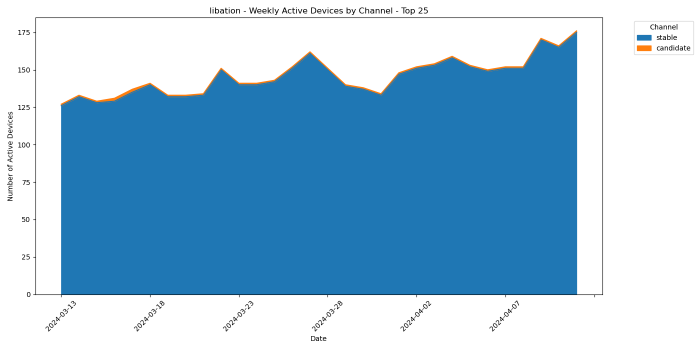 libation - Weekly Active Devices by Channel - Top 25
Channel
stable
candidate
Number of Active Devices
175
150
125
100
75
50
25
0
2024-03-13
2024-03-18
2024-03-23
2024-03-28
2024-04-02
2024-04-07
Date